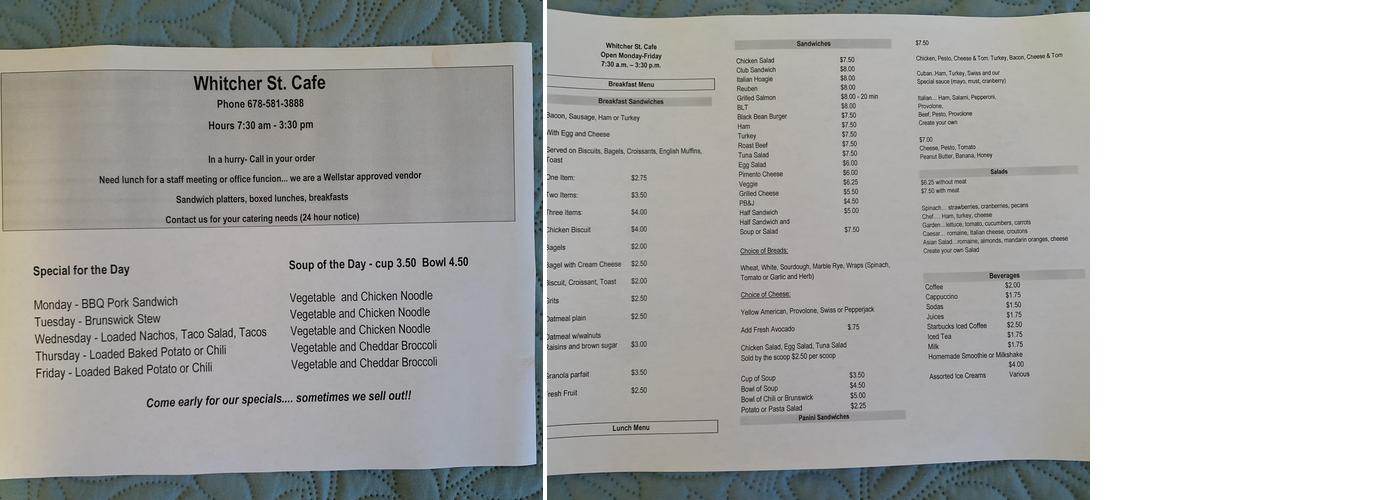 Whitcher St. Cafe
Phone 678-581-3888
Hours 7:30 am - 3:30 pm
In a hurry- Call in your order
Need lunch for a staff meeting or office funcion... we are a Wellstar approved vendor
Sandwich platters, boxed lunches, breakfasts
Contact us for your catering needs (24 hour notice)
Special for the Day
Monday - BBQ Pork Sandwich
Tuesday - Brunswick Stew
Wednesday - Loaded Nachos, Taco Salad, Tacos
Thursday - Loaded Baked Potato or Chili
Friday - Loaded Baked Potato or Chili
Soup of the Day - cup 3.50 Bowl 4.50
Vegetable and Chicken Noodle
Vegetable and Chicken Noodle
Vegetable and Chicken Noodle
Vegetable and Cheddar Broccoli
Vegetable and Cheddar Broccoli
Come early for our specials.... sometimes we sell out!!
Whitcher St. Cafe
Open Monday-Friday
7:30 a.m. – 3:30 p.m.
Breakfast Menu
Breakfast Sandwiches
Bacon, Sausage, Ham or Turkey
With Egg and Cheese
Served on Biscuits, Bagels, Croissants, English Muffins,
Toast
One Item: $2.75
Two Items: $3.50
Three Items: $4.00
Chicken Biscuit $4.00
Bagels $2.00
Bagel with Cream Cheese $2.50
Biscuit, Croissant, Toast $2.00
Grits $2.50
Oatmeal plain $2.50
Oatmeal w/walnuts
Raisins and brown sugar $3.00
Granola parfait $3.50
Fresh Fruit $2.50
Lunch Menu
Sandwiches
Chicken Salad $7.50
Club Sandwich $8.00
Italian Hoagie $8.00
Reuben $8.00
Grilled Salmon $8.00 - 20 min
BLT $8.00
Black Bean Burger $7.50
Ham $7.50
Turkey $7.50
Roast Beef $7.50
Tuna Salad $7.50
Egg Salad $6.00
Pimento Cheese $6.00
Veggie $6.25
Grilled Cheese $5.50
PB&J $4.50
Half Sandwich $5.00
Half Sandwich and
Soup or Salad $7.50
Choice of Breads:
Wheat, White, Sourdough, Marble Rye, Wraps (Spinach,
Tomato or Garlic and Herb)
Choice of Cheese:
Yellow American, Provolone, Swiss or Pepperjack
Add Fresh Avocado $.75
Chicken Salad, Egg Salad, Tuna Salad
Sold by the scoop $2.50 per scoop
Cup of Soup $3.50
Bowl of Soup $4.50
Bowl of Chili or Brunswick $5.00
Potato or Pasta Salad $2.25
Panini Sandwiches
$7.50
Chicken, Pesto, Cheese & Tom. Turkey, Bacon, Cheese & Tom
Cuban..Ham, Turkey, Swiss and our
Special sauce (mayo, must, cranberry)
Italian... Ham, Salami, Pepperoni,
Provolone,
Beef, Pesto, Provolone
Create your own
$7.00
Cheese, Pesto, Tomato
Peanut Butter, Banana, Honey
Salads
$6.25 without meat
$7.50 with meat
Spinach... strawberries, cranberries, pecans
Chef.... Ham, turkey, cheese
Garden...lettuce, tomato, cucumbers, carrots
Caesar... romaine, Italian cheese, croutons
Asian Salad...romaine, almonds, mandarin oranges, cheese
Create your own Salad
Beverages
Coffee $2.00
Cappuccino $1.75
Sodas $1.50
Juices $1.75
Starbucks Iced Coffee $2.50
Iced Tea $1.75
Milk $1.75
Homemade Smoothie or Milkshake
$4.00
Assorted Ice Creams Various